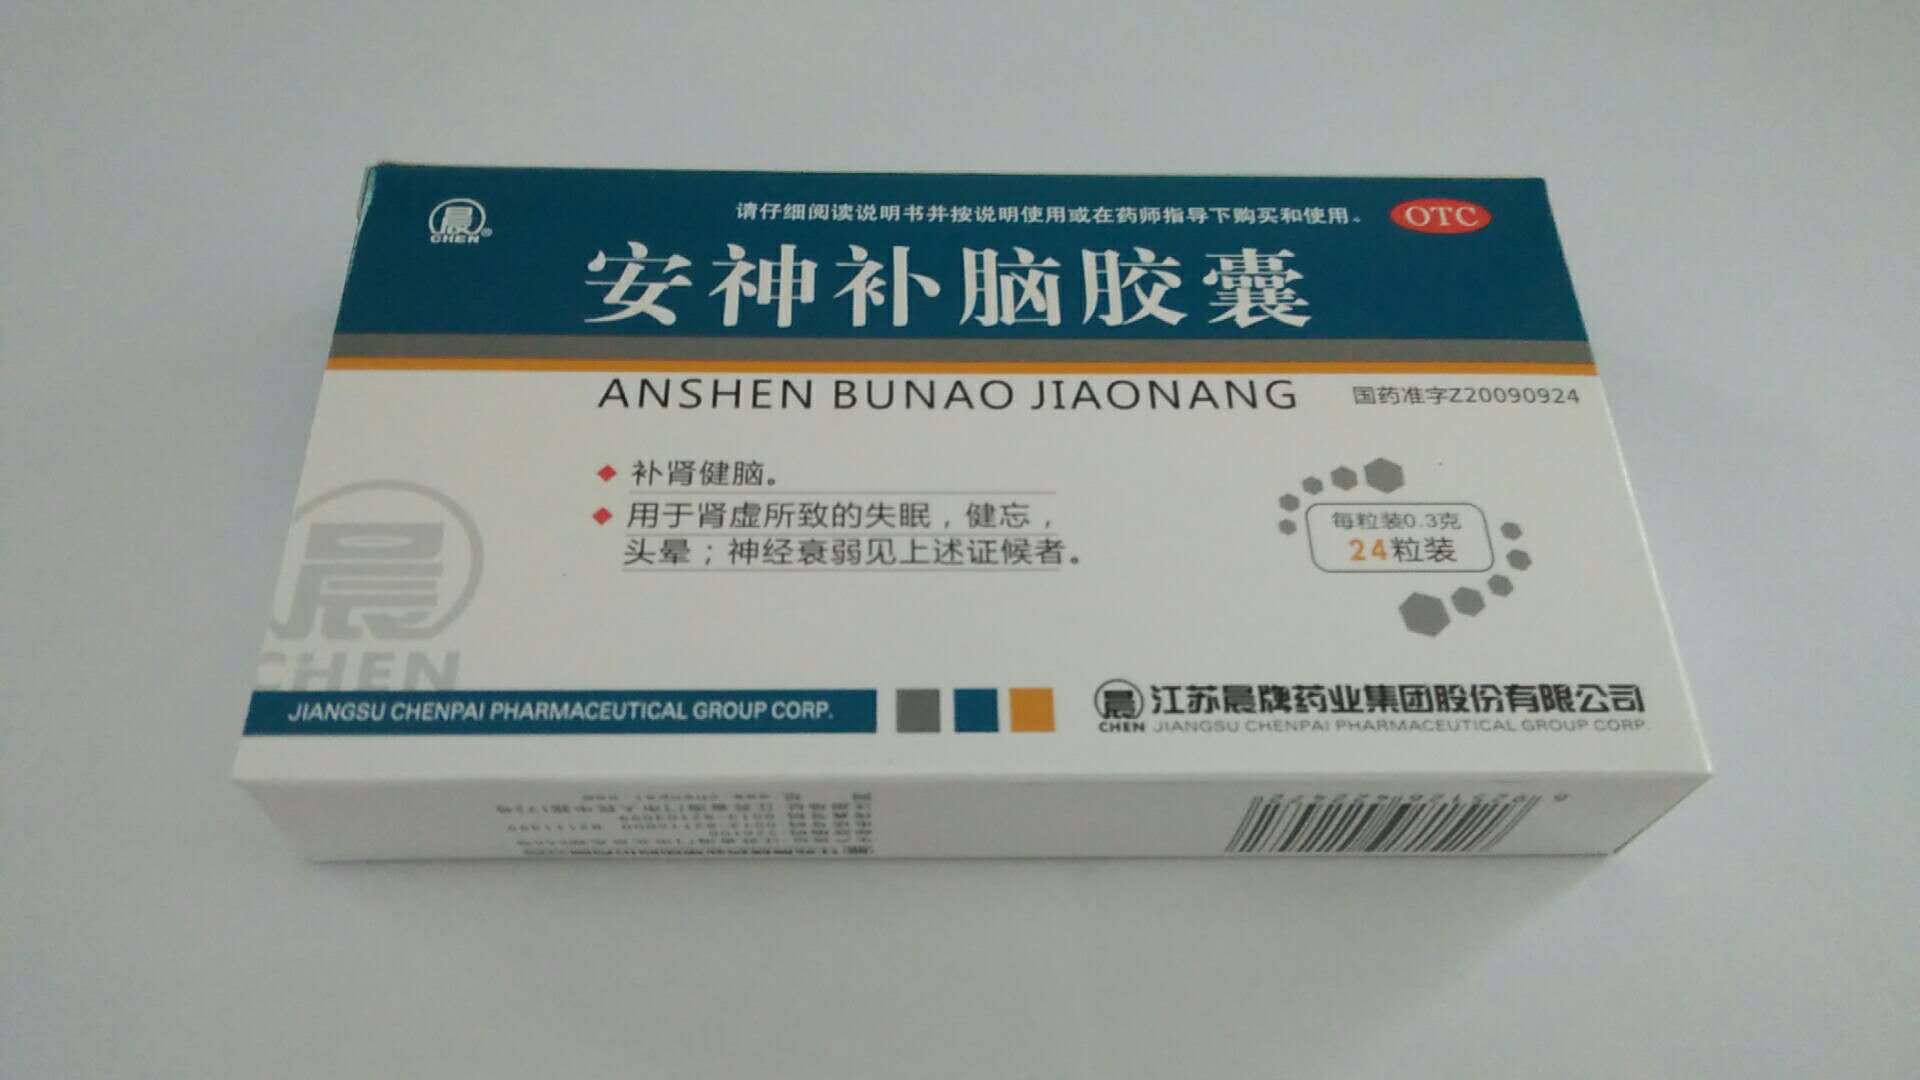 晨
CHEN
®
请仔细阅读说明书并按说明使用或在药师指导下购买和使用。
OTC
安神补脑胶囊
ANSHEN BUNAO JIAONANG
国药准字Z20090924
补肾健脑。
用于肾虚所致的失眠，健忘，
头晕；神经衰弱见上述证候者。
每粒装0.3克
24粒装
晨
CHEN
JIANGSU CHENPAI PHARMACEUTICAL GROUP CORP.
晨
CHEN
江苏晨牌药业集团股份有限公司
JIANGSU CHENPAI PHARMACEUTICAL GROUP CORP.